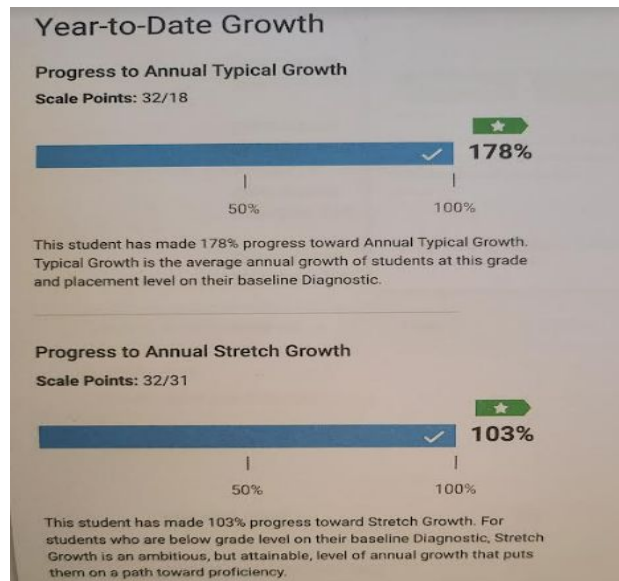 Year-to-Date Growth
Progress to Annual Typical Growth
Scale Points: 32/18
178%
50%
100%
This student has made 178% progress toward Annual Typical Growth.
Typical Growth is the average annual growth of students at this grade
and placement level on their baseline Diagnostic.
Progress to Annual Stretch Growth
Scale Points: 32/31
103%
50%
100%
This student has made 103% progress toward Stretch Growth. For
students who are below grade level on their baseline Diagnostic, Stretch
Growth is an ambitious, but attainable, level of annual growth that puts
them on a path toward proficiency.